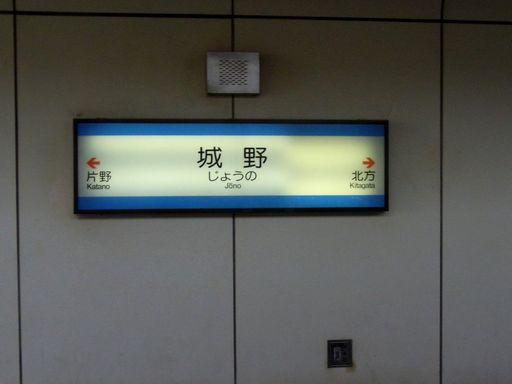 城野
じょうの
Jōno
片野
Katano
北方
Kitagata